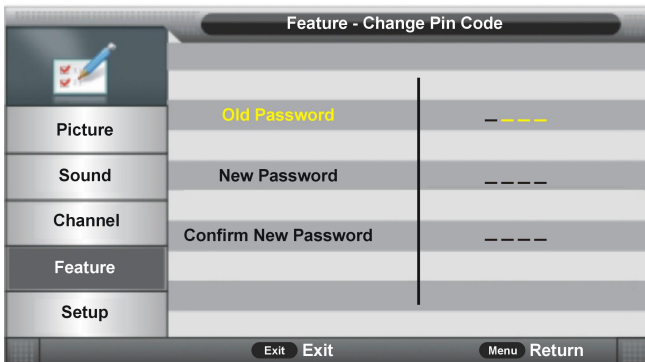 Feature - Change Pin Code
Picture
Sound
Channel
Feature
Setup
Old Password _ _ _ _
New Password _ _ _ _
Confirm New Password _ _ _ _
Exit Exit
Menu Return